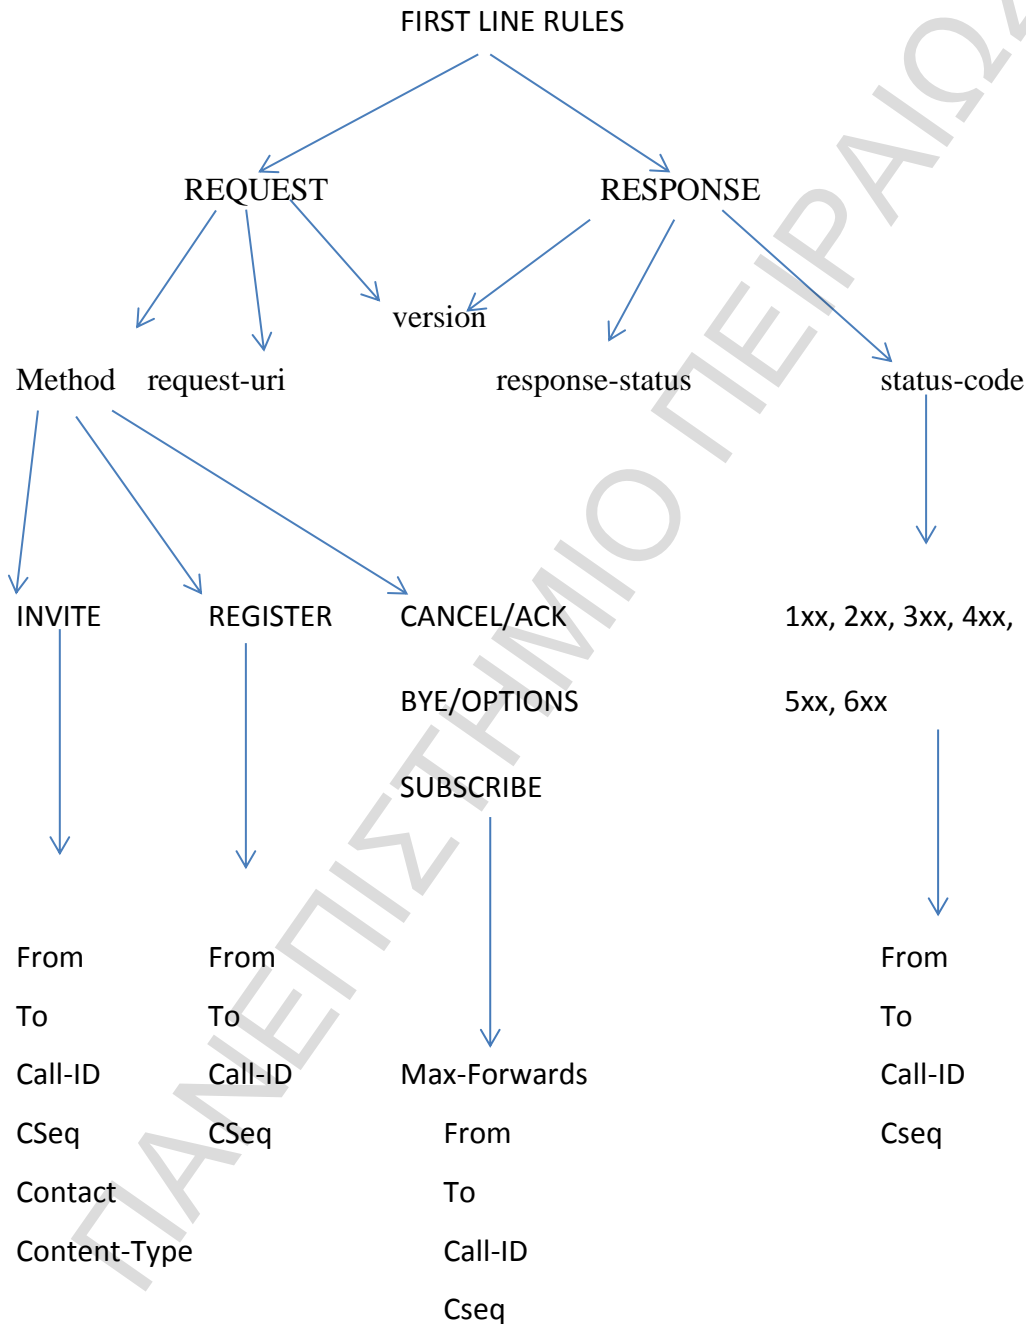 FIRST LINE RULES
REQUEST RESPONSE
version
Method request-uri response-status status-code
INVITE REGISTER CANCEL/ACK 1xx, 2xx, 3xx, 4xx,
BYE/OPTIONS 5xx, 6xx
SUBSCRIBE
From From From
To To To
Call-ID Call-ID Max-Forwards Call-ID
CSeq CSeq From Cseq
Contact To
Content-Type Call-ID
Cseq
ΠΑΝΕΠΙΣΤΗΜΙΟ ΠΕΙΡΑΙΩΣ